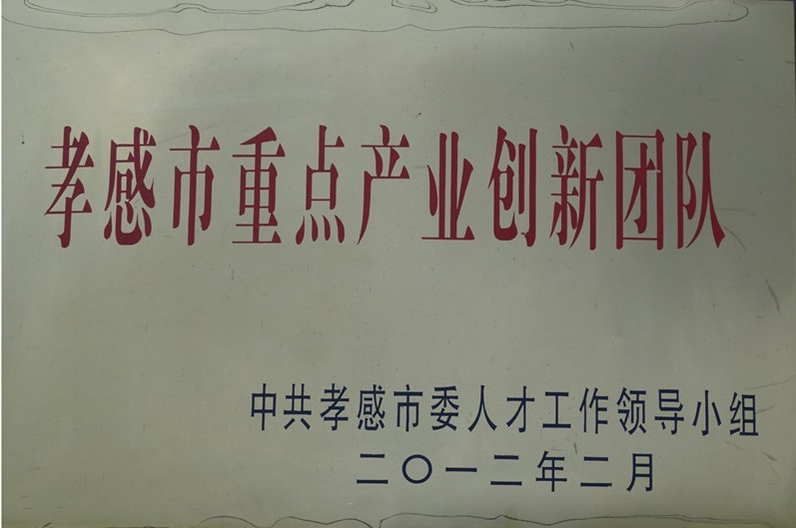 孝感市重点产业创新团队
中共孝感市委人才工作领导小组
二〇一二年二月